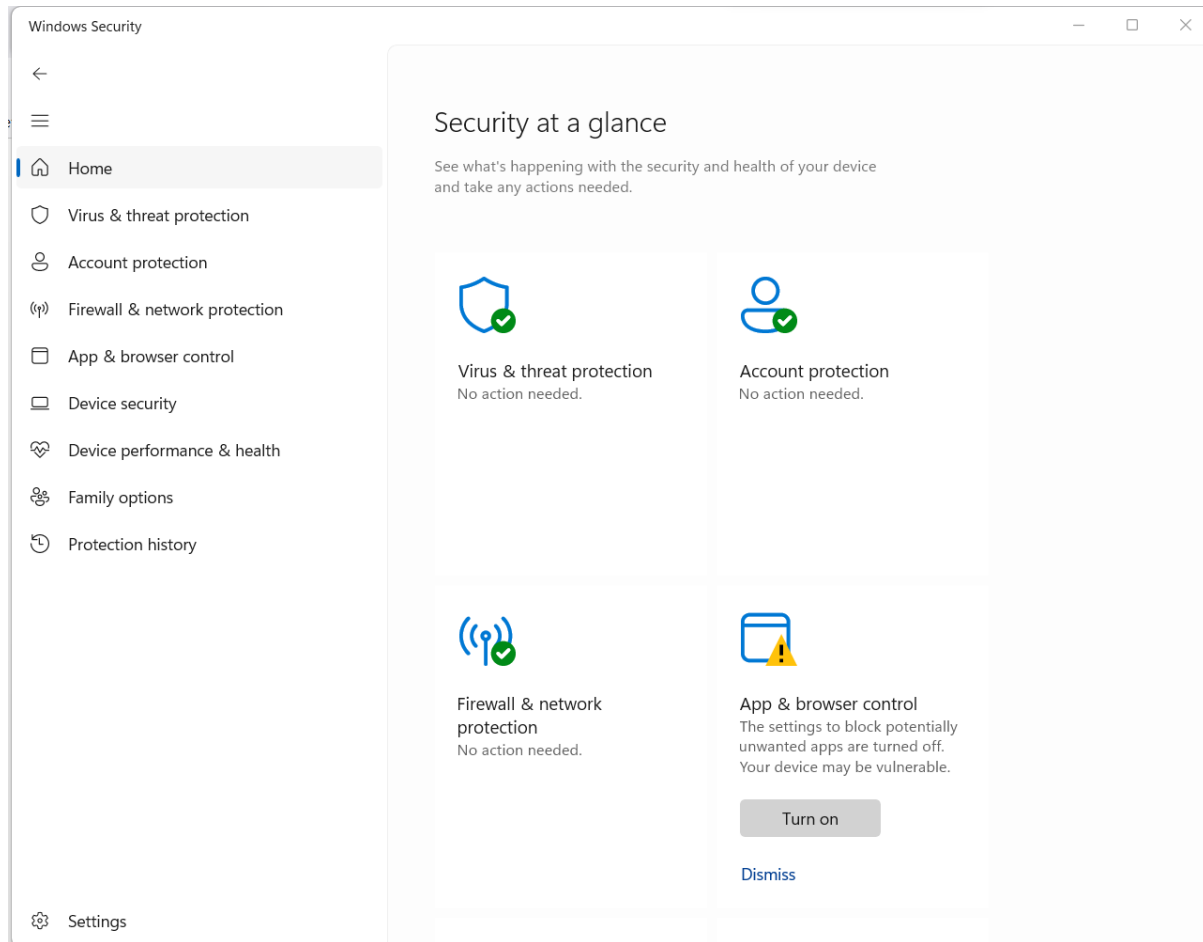 Windows Security
Home
Virus & threat protection
Account protection
Firewall & network protection
App & browser control
Device security
Device performance & health
Family options
Protection history
Settings
Security at a glance
See what's happening with the security and health of your device
and take any actions needed.
Virus & threat protection
No action needed.
Account protection
No action needed.
Firewall & network
protection
No action needed.
App & browser control
The settings to block potentially
unwanted apps are turned off.
Your device may be vulnerable.
Turn on
Dismiss